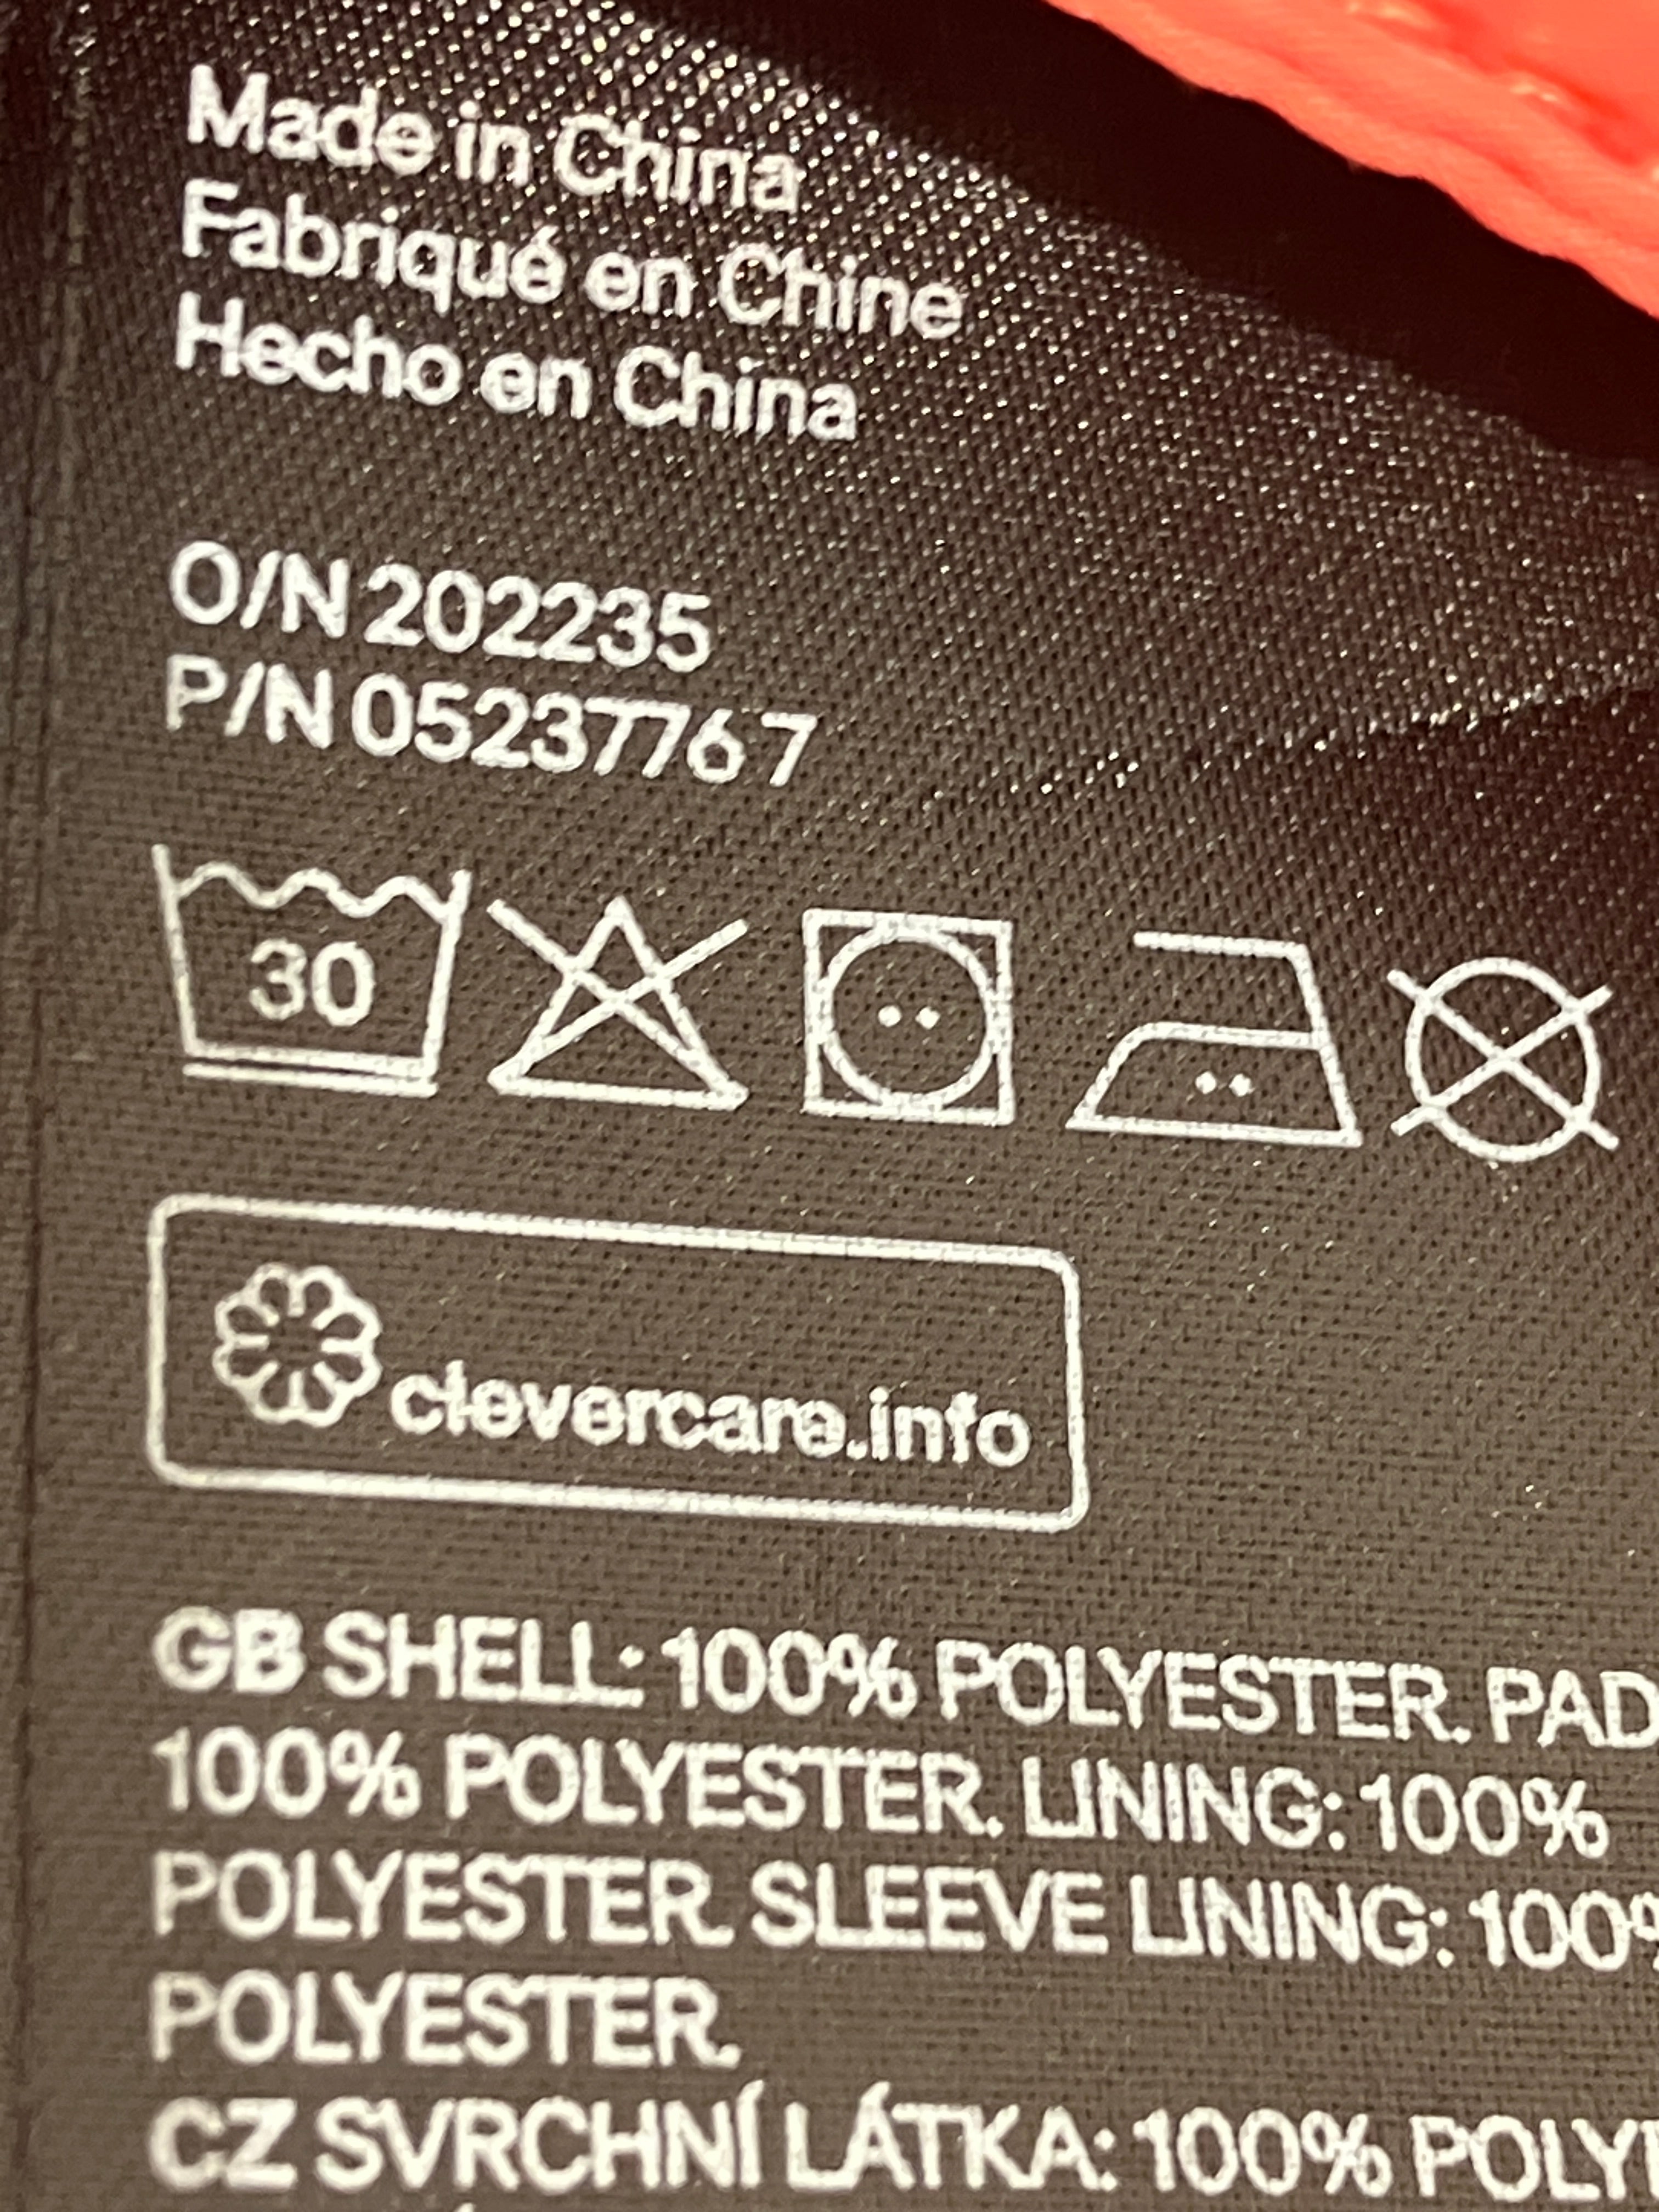 Made in China
Fabriqué en Chine
Hecho en China
O/N 202235
P/N 05237767
30
clevercare.info
GB SHELL: 100% POLYESTER. PAD
100% POLYESTER. LINING: 100%
POLYESTER. SLEEVE LINING: 100%
POLYESTER.
CZ SVRCHNÍ LÁTKA: 100% POLYE